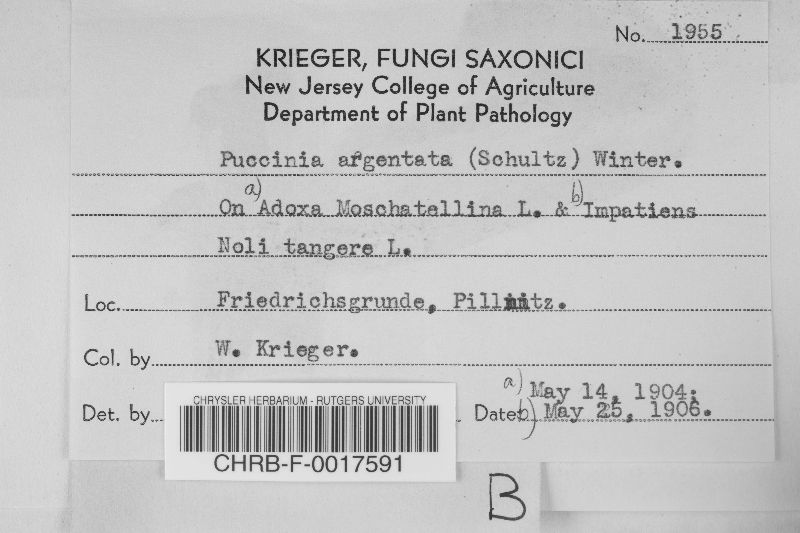 No. 1955
KRIEGER, FUNGI SAXONICI
New Jersey College of Agriculture
Department of Plant Pathology
Puccinia argentata (Schultz) Winter.
On a) Adoxa Moschatellina L. & b) Impatiens
Noli tangere L.
Loc. Friedrichsgrunde, Pillnitz.
Col. by W. Krieger.
a) May 14, 1904;
Det. by Date b) May 25, 1906.
CHRYSLER HERBARIUM - RUTGERS UNIVERSITY
CHRB-F-0017591
B